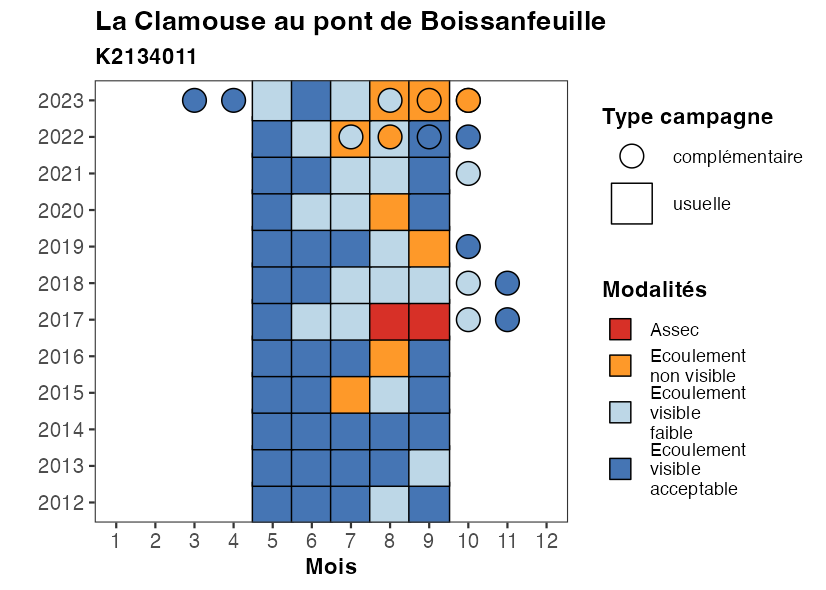 La Clamouse au pont de Boissanfeuille
K2134011
2023
2022
2021
2020
2019
2018
2017
2016
2015
2014
2013
2012
1 2 3 4 5 6 7 8 9 10 11 12
Mois
Type campagne
complémentaire
usuelle
Modalités
Assec
Ecoulement
non visible
Ecoulement
visible
faible
Ecoulement
visible
acceptable